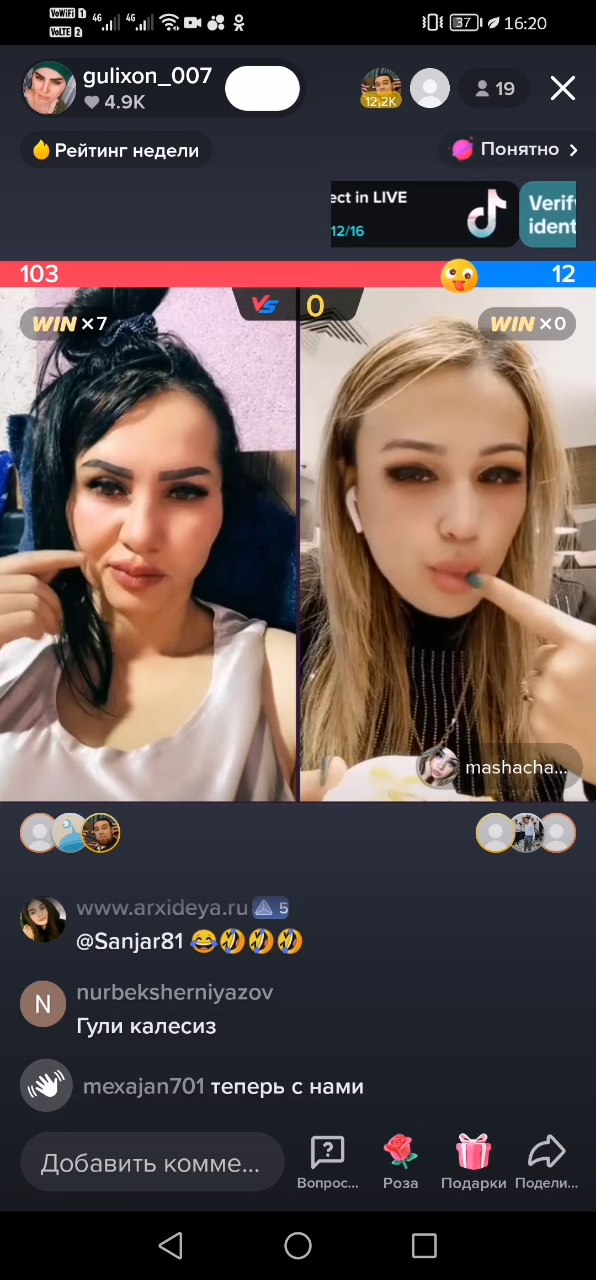 VoWiFi 1
VoLTE 2
4G
4G
37
16:20
gulixon_007
4.9K
12,2K
19
Рейтинг недели
Понятно
ect in LIVE
12/16
Verif
ident
103
12
WIN ×7
VS
0
WIN ×0
mashacha...
www.arxideya.ru 5
@Sanjar81 😂🤣🤣🤣
N
nurbeksherniyazov
Гули калесиз
mexajan701 теперь с нами
Добавить комме...
Вопрос...
Роза
Подарки
Подели...